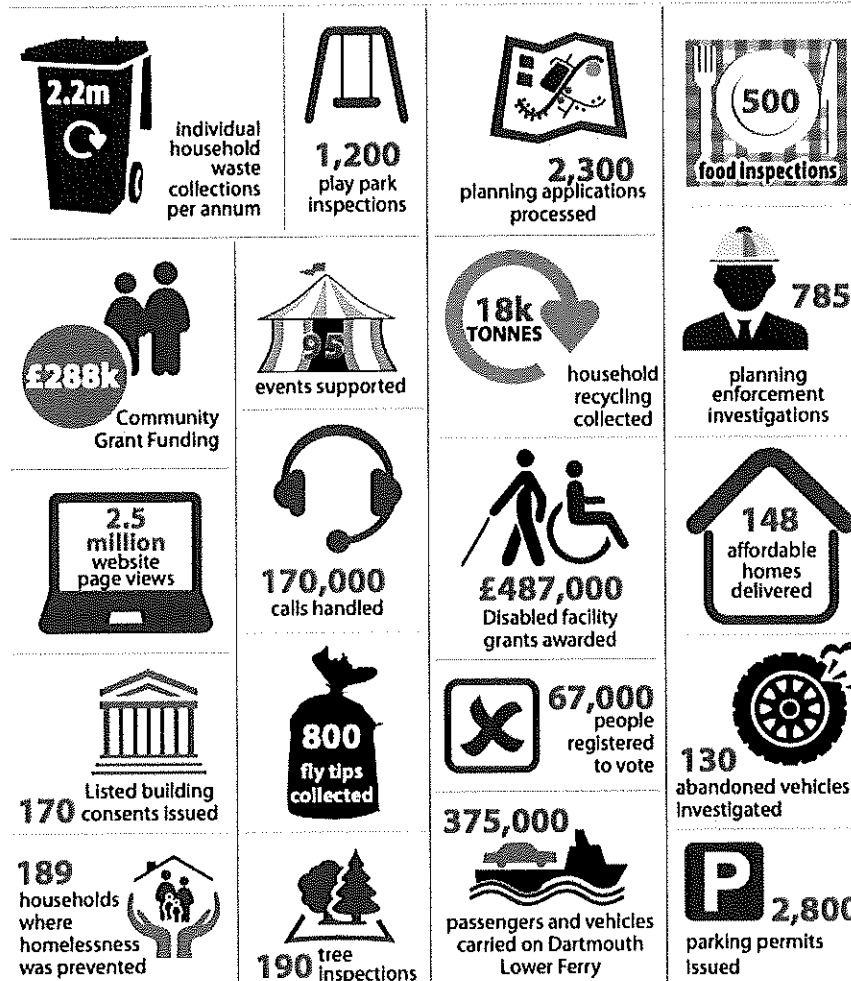 2.2m
individual
household
waste
collections
per annum
1,200
play park
inspections
2,300
planning applications
processed
500
food inspections
£288k
Community
Grant Funding
95
events supported
18k
TONNES
household
recycling
collected
785
planning
enforcement
investigations
2.5
million
website
page views
170,000
calls handled
£487,000
Disabled facility
grants awarded
148
affordable
homes
delivered
170 Listed building
consents issued
800
fly tips
collected
67,000
people
registered
to vote
130
abandoned vehicles
investigated
189
households
where
homelessness
was prevented
190 tree
inspections
375,000
passengers and vehicles
carried on Dartmouth
Lower Ferry
P
2,800
parking permits
issued